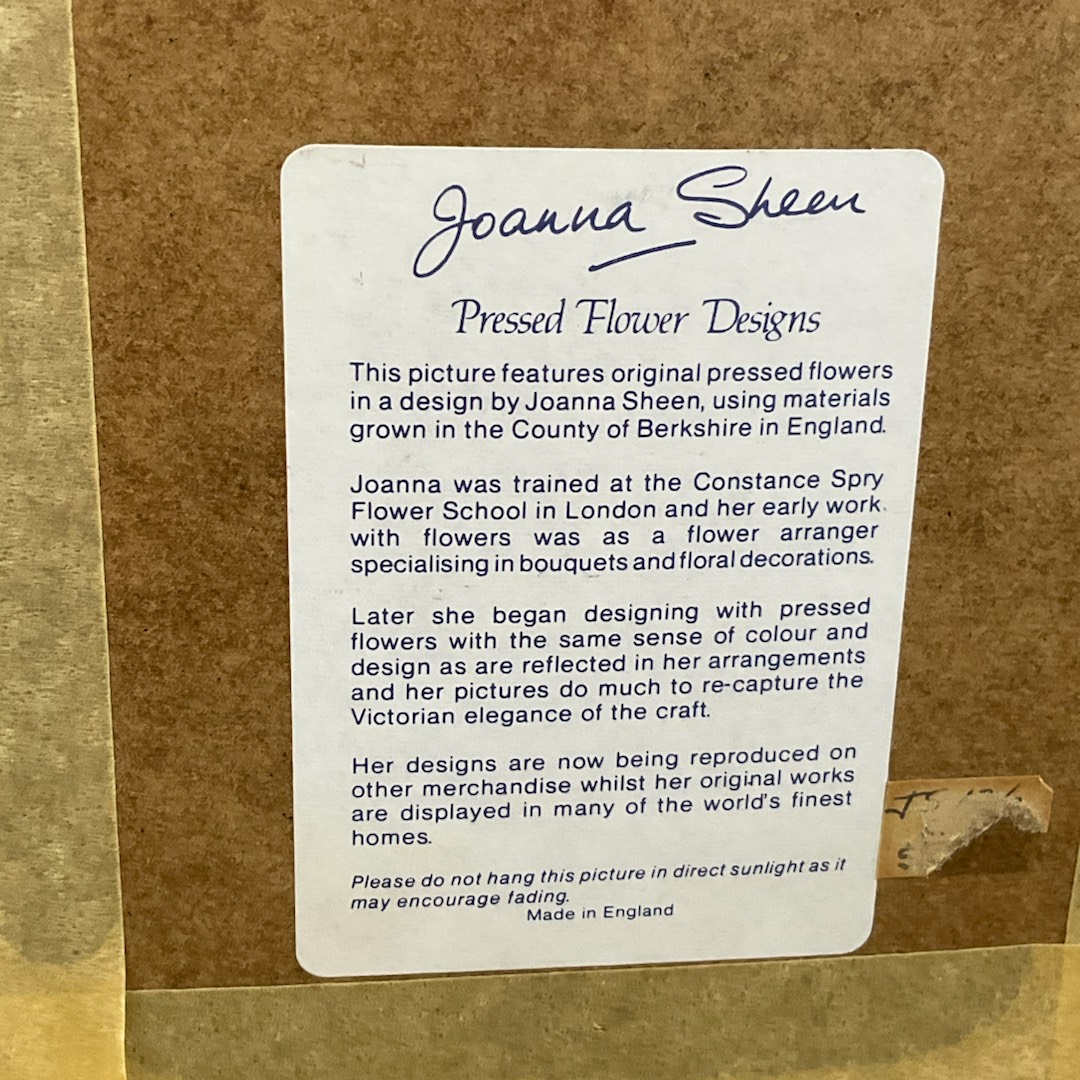 Joanna Sheen
Pressed Flower Designs
This picture features original pressed flowers
in a design by Joanna Sheen, using materials
grown in the County of Berkshire in England.
Joanna was trained at the Constance Spry
Flower School in London and her early work
with flowers was as a flower arranger
specialising in bouquets and floral decorations.
Later she began designing with pressed
flowers with the same sense of colour and
design as are reflected in her arrangements
and her pictures do much to re-capture the
Victorian elegance of the craft.
Her designs are now being reproduced on
other merchandise whilst her original works
are displayed in many of the world's finest
homes.
Please do not hang this picture in direct sunlight as it
may encourage fading.
Made in England